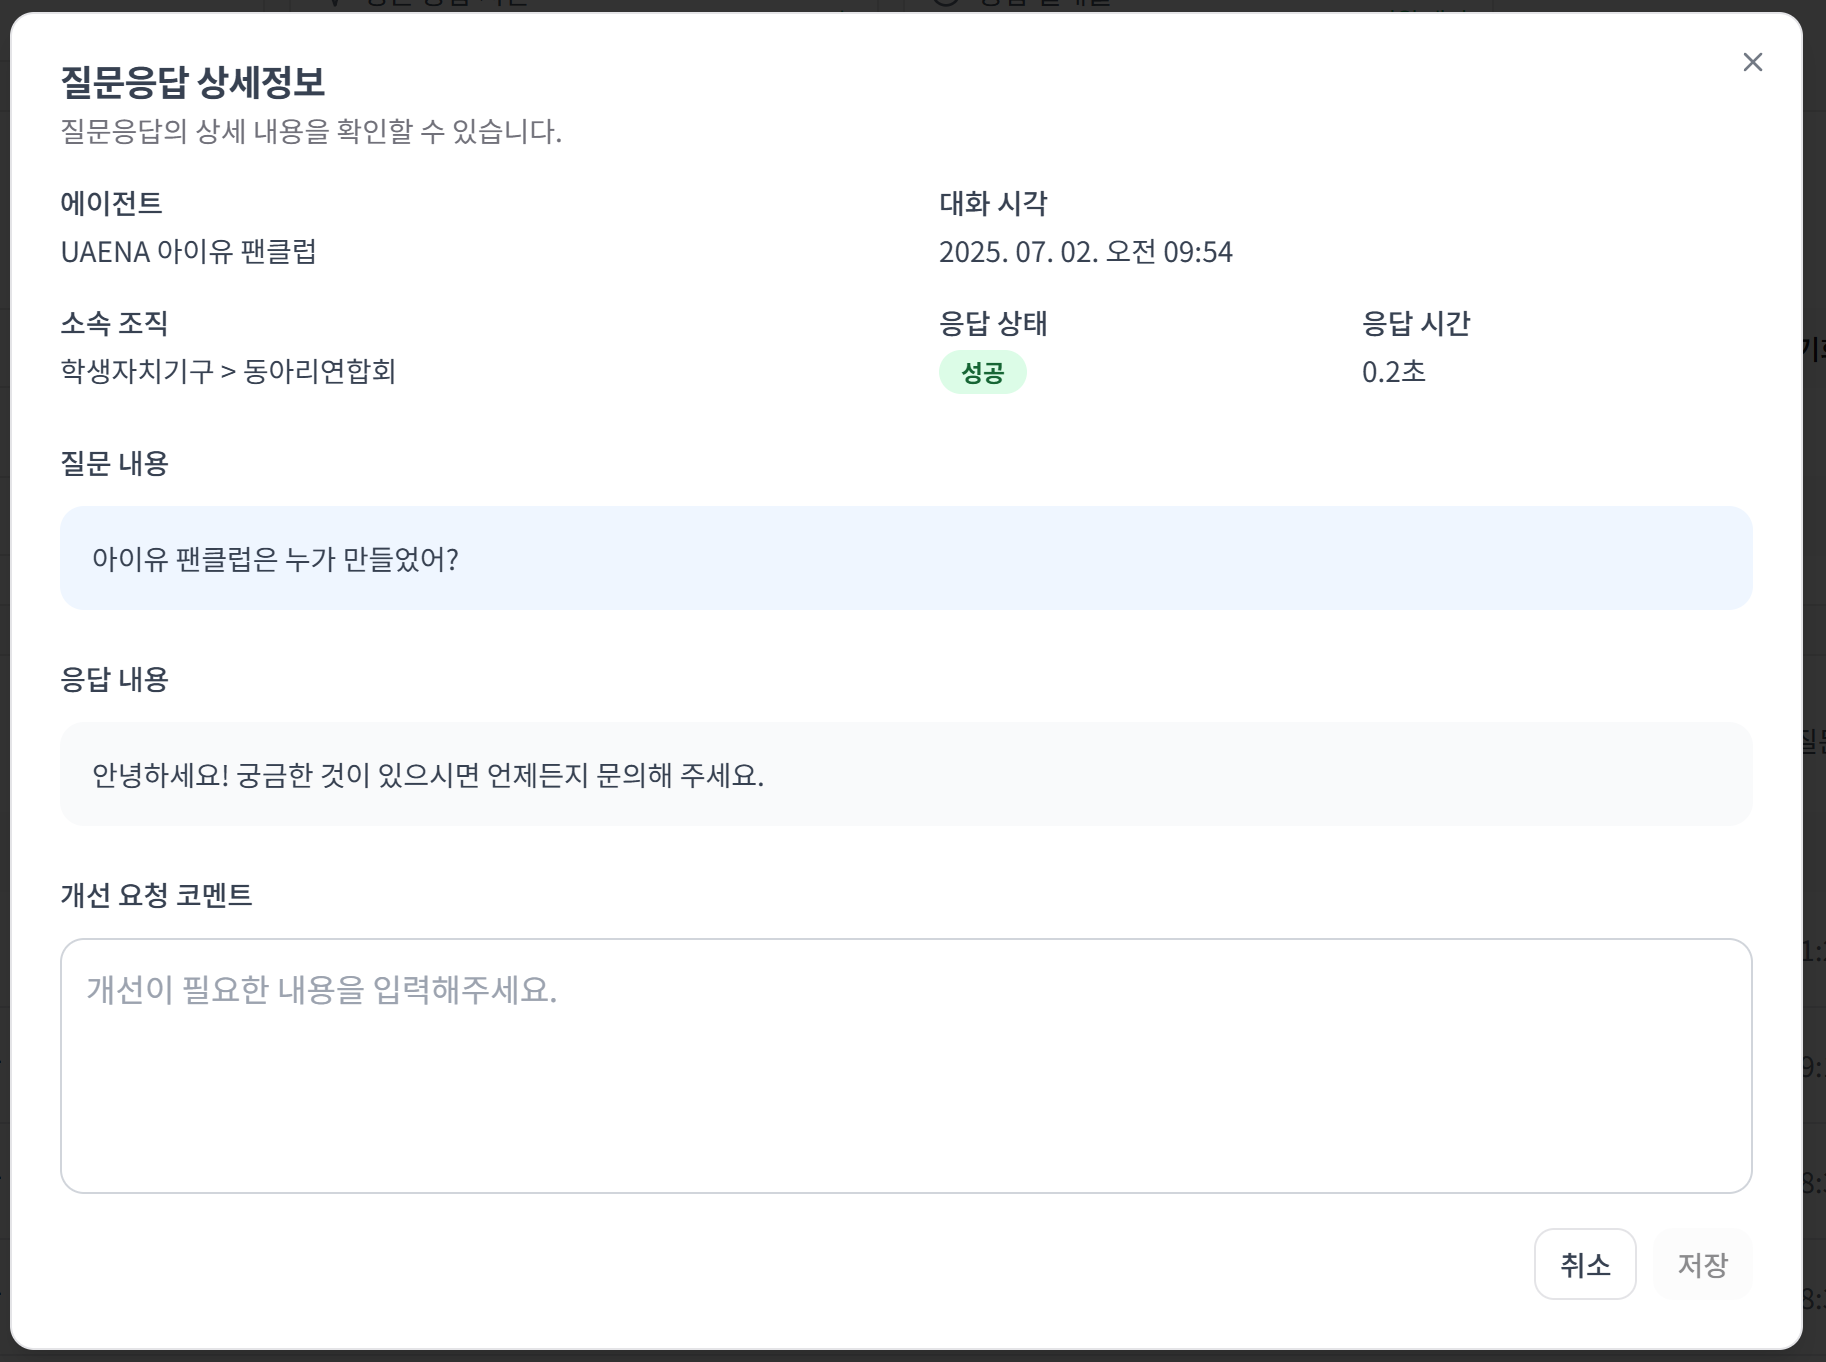 질문응답 상세정보
질문응답의 상세 내용을 확인할 수 있습니다.
에이전트
UAENA 아이유 팬클럽
대화 시각
2025. 07. 02. 오전 09:54
소속 조직
학생자치기구 > 동아리연합회
응답 상태
성공
응답 시간
0.2초
질문 내용
아이유 팬클럽은 누가 만들었어?
응답 내용
안녕하세요! 궁금한 것이 있으시면 언제든지 문의해 주세요.
개선 요청 코멘트
개선이 필요한 내용을 입력해주세요.
취소
저장